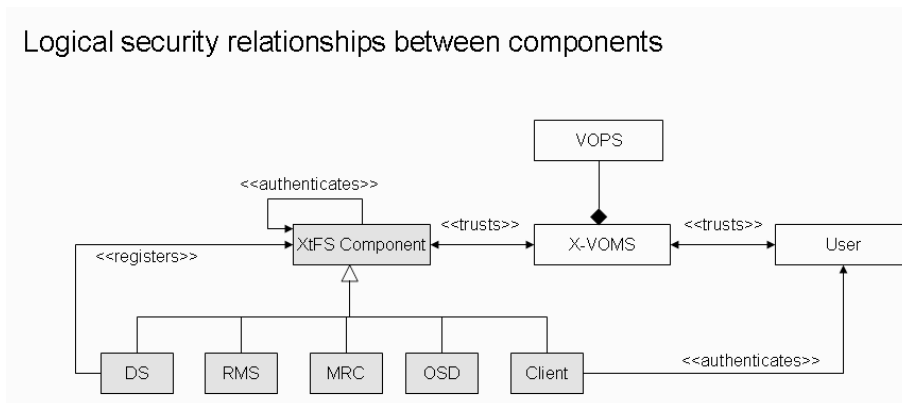 Logical security relationships between components
VOPS
<<authenticates>>
<<trusts>>
<<trusts>>
XtFS Component
X-VOMS
User
<<registers>>
<<authenticates>>
DS
RMS
MRC
OSD
Client